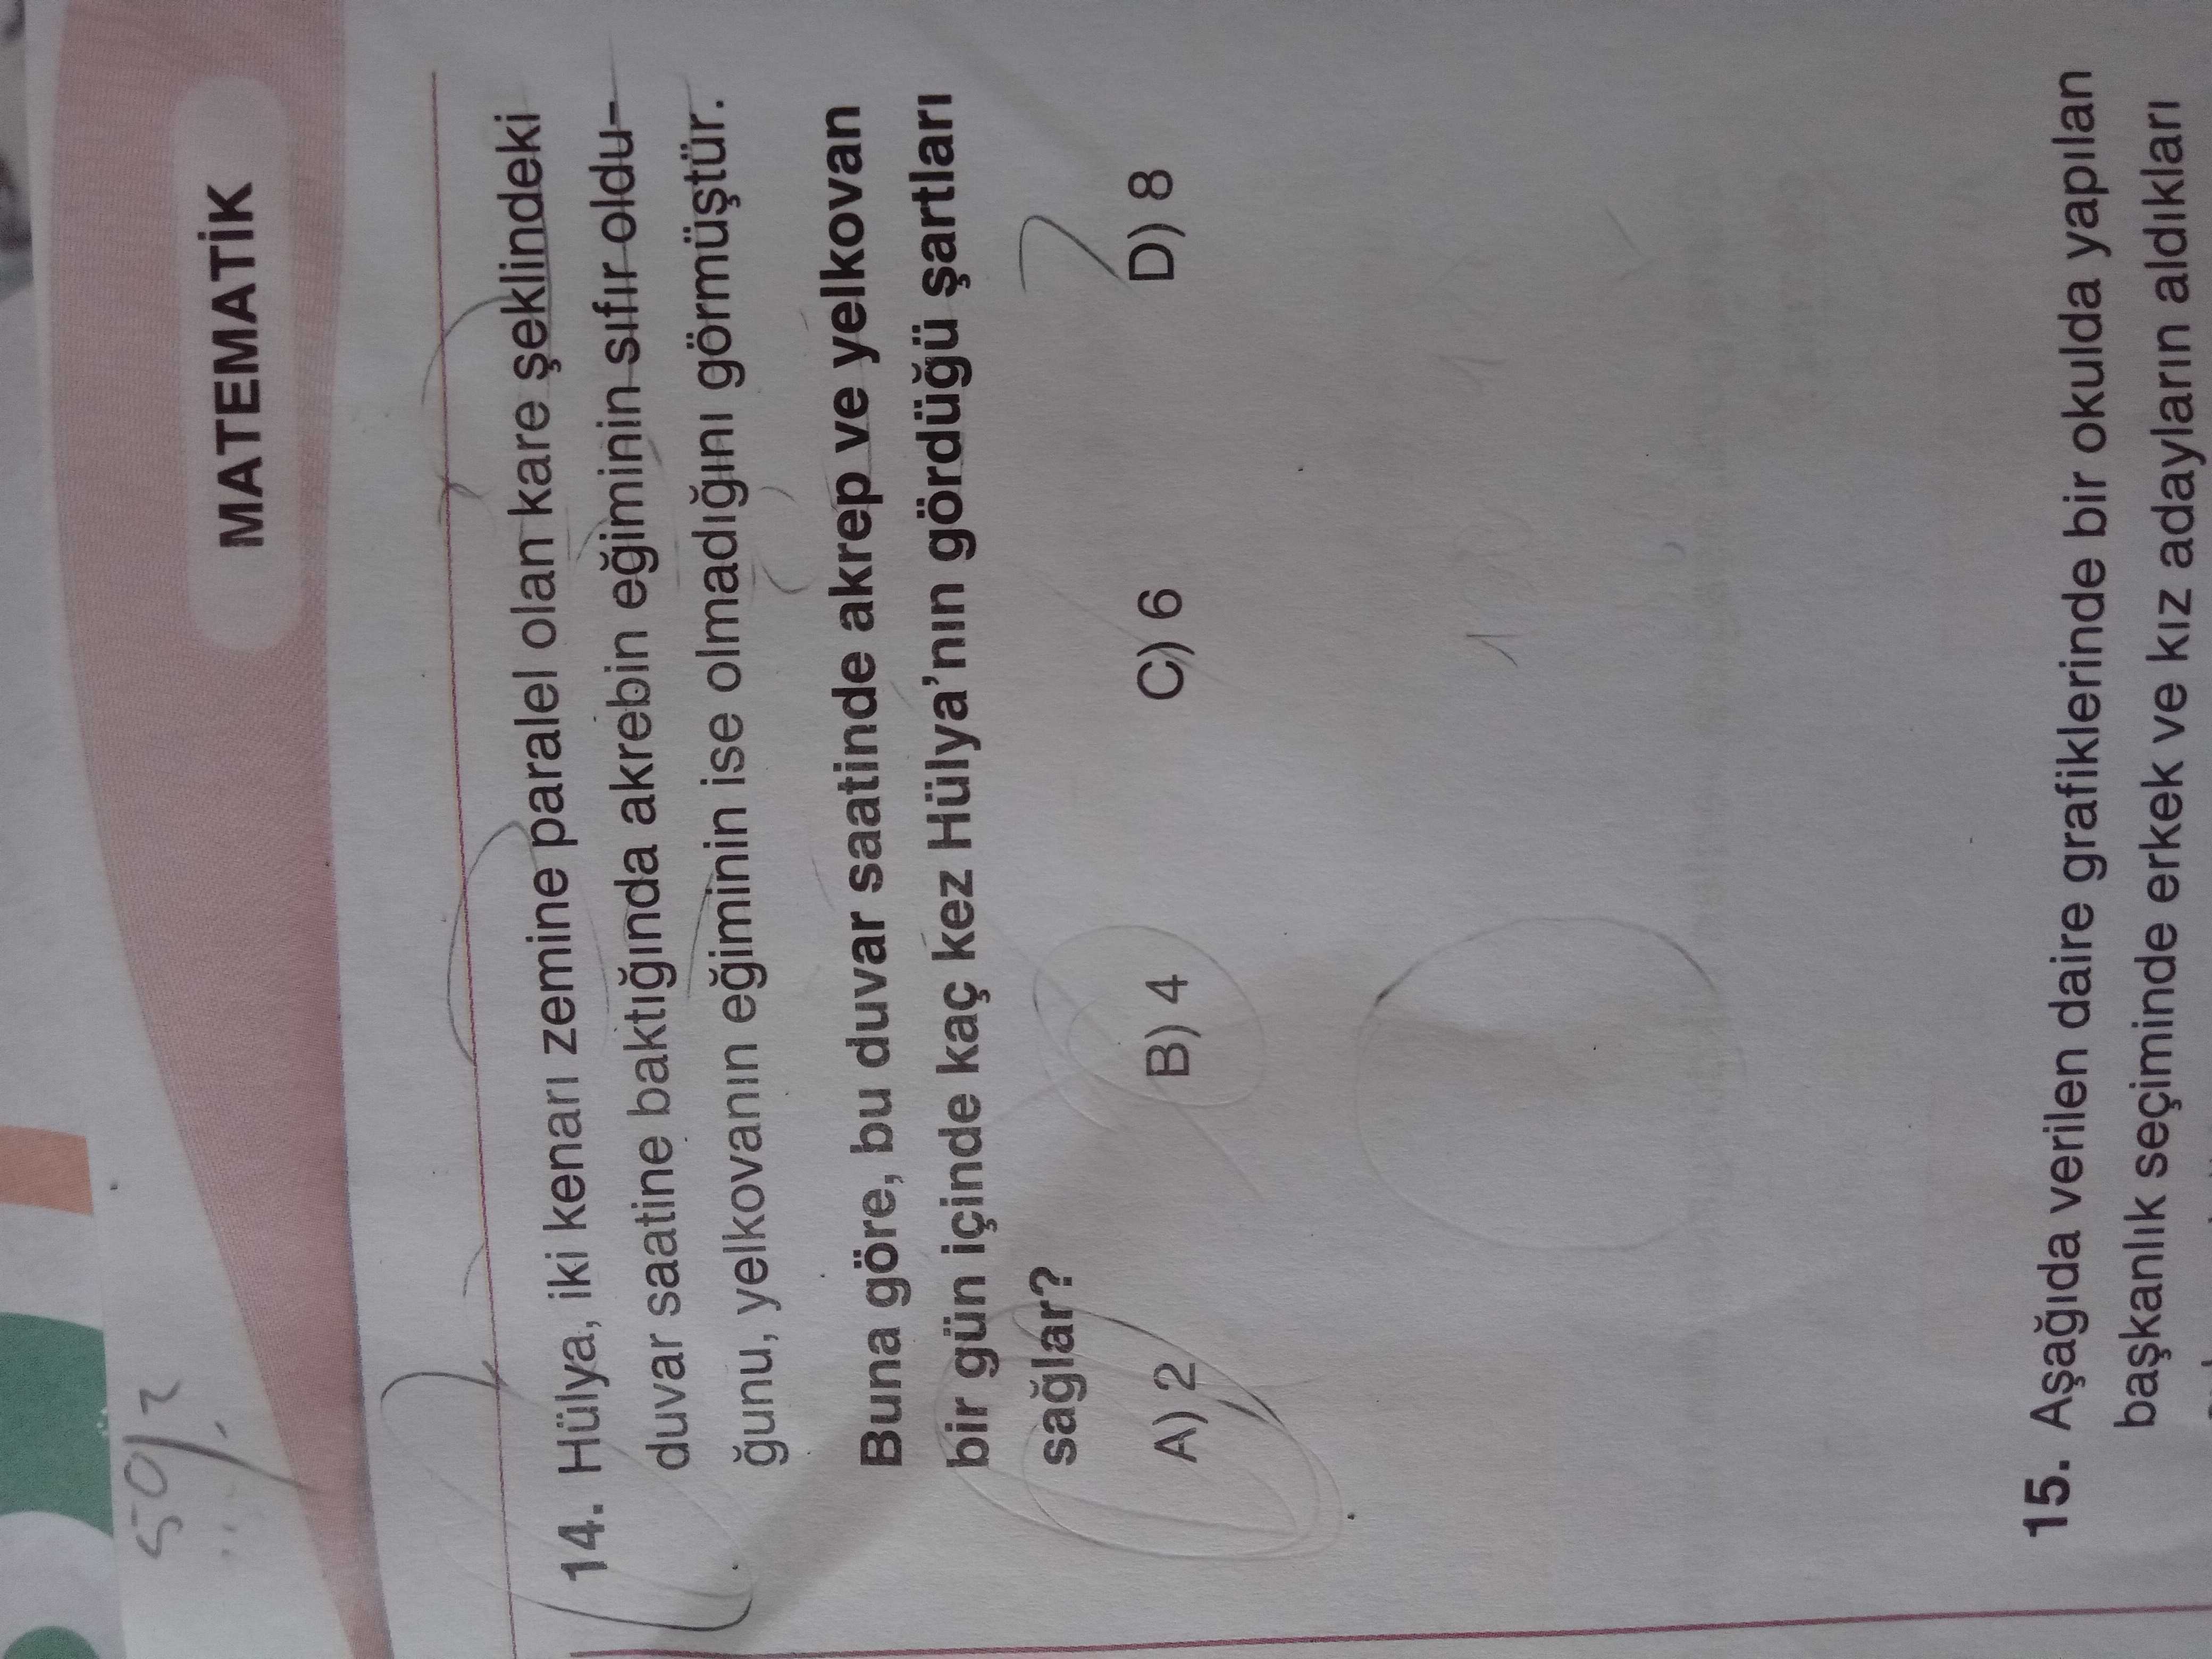 50/2
MATEMATİK
14. Hülya, iki kenarı zemine paralel olan kare şeklindeki
duvar saatine baktığında akrebin eğiminin sıfır oldu-
ğunu, yelkovanın eğiminin ise olmadığını görmüştür.
Buna göre, bu duvar saatinde akrep ve yelkovan
bir gün içinde kaç kez Hülya'nın gördüğü şartları
sağlar?
A) 2 B) 4 C) 6 D) 8
15. Aşağıda verilen daire grafiklerinde bir okulda yapılan
başkanlık seçiminde erkek ve kız adayların aldıkları